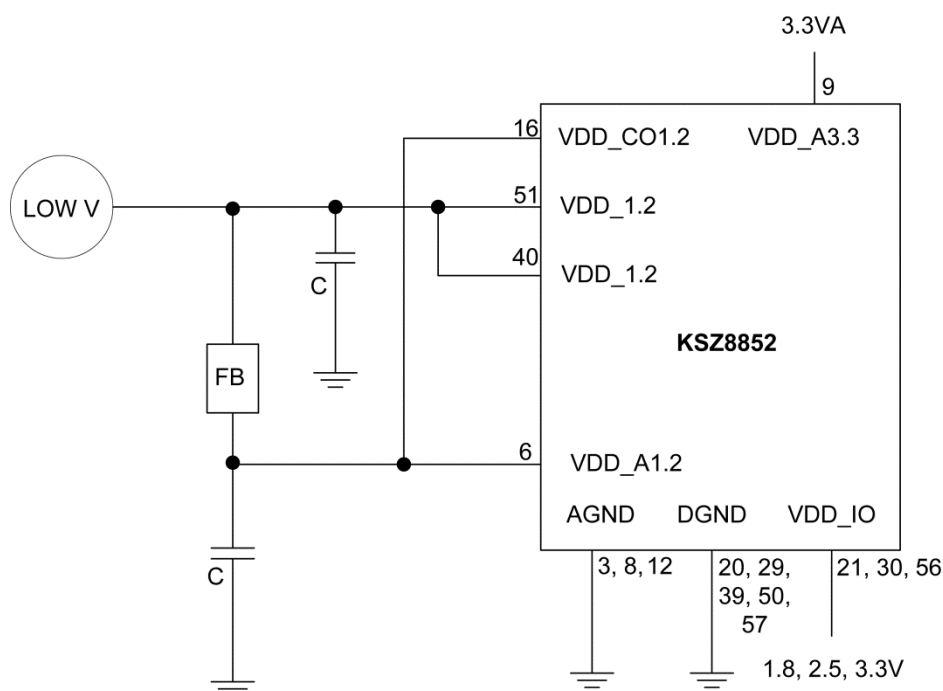 3.3VA
9
16
VDD_CO1.2
VDD_A3.3
LOW V
51
VDD_1.2
40
VDD_1.2
C
KSZ8852
FB
6
VDD_A1.2
AGND
DGND
VDD_IO
C
3, 8, 12
20, 29,
39, 50,
57
21, 30, 56
1.8, 2.5, 3.3V